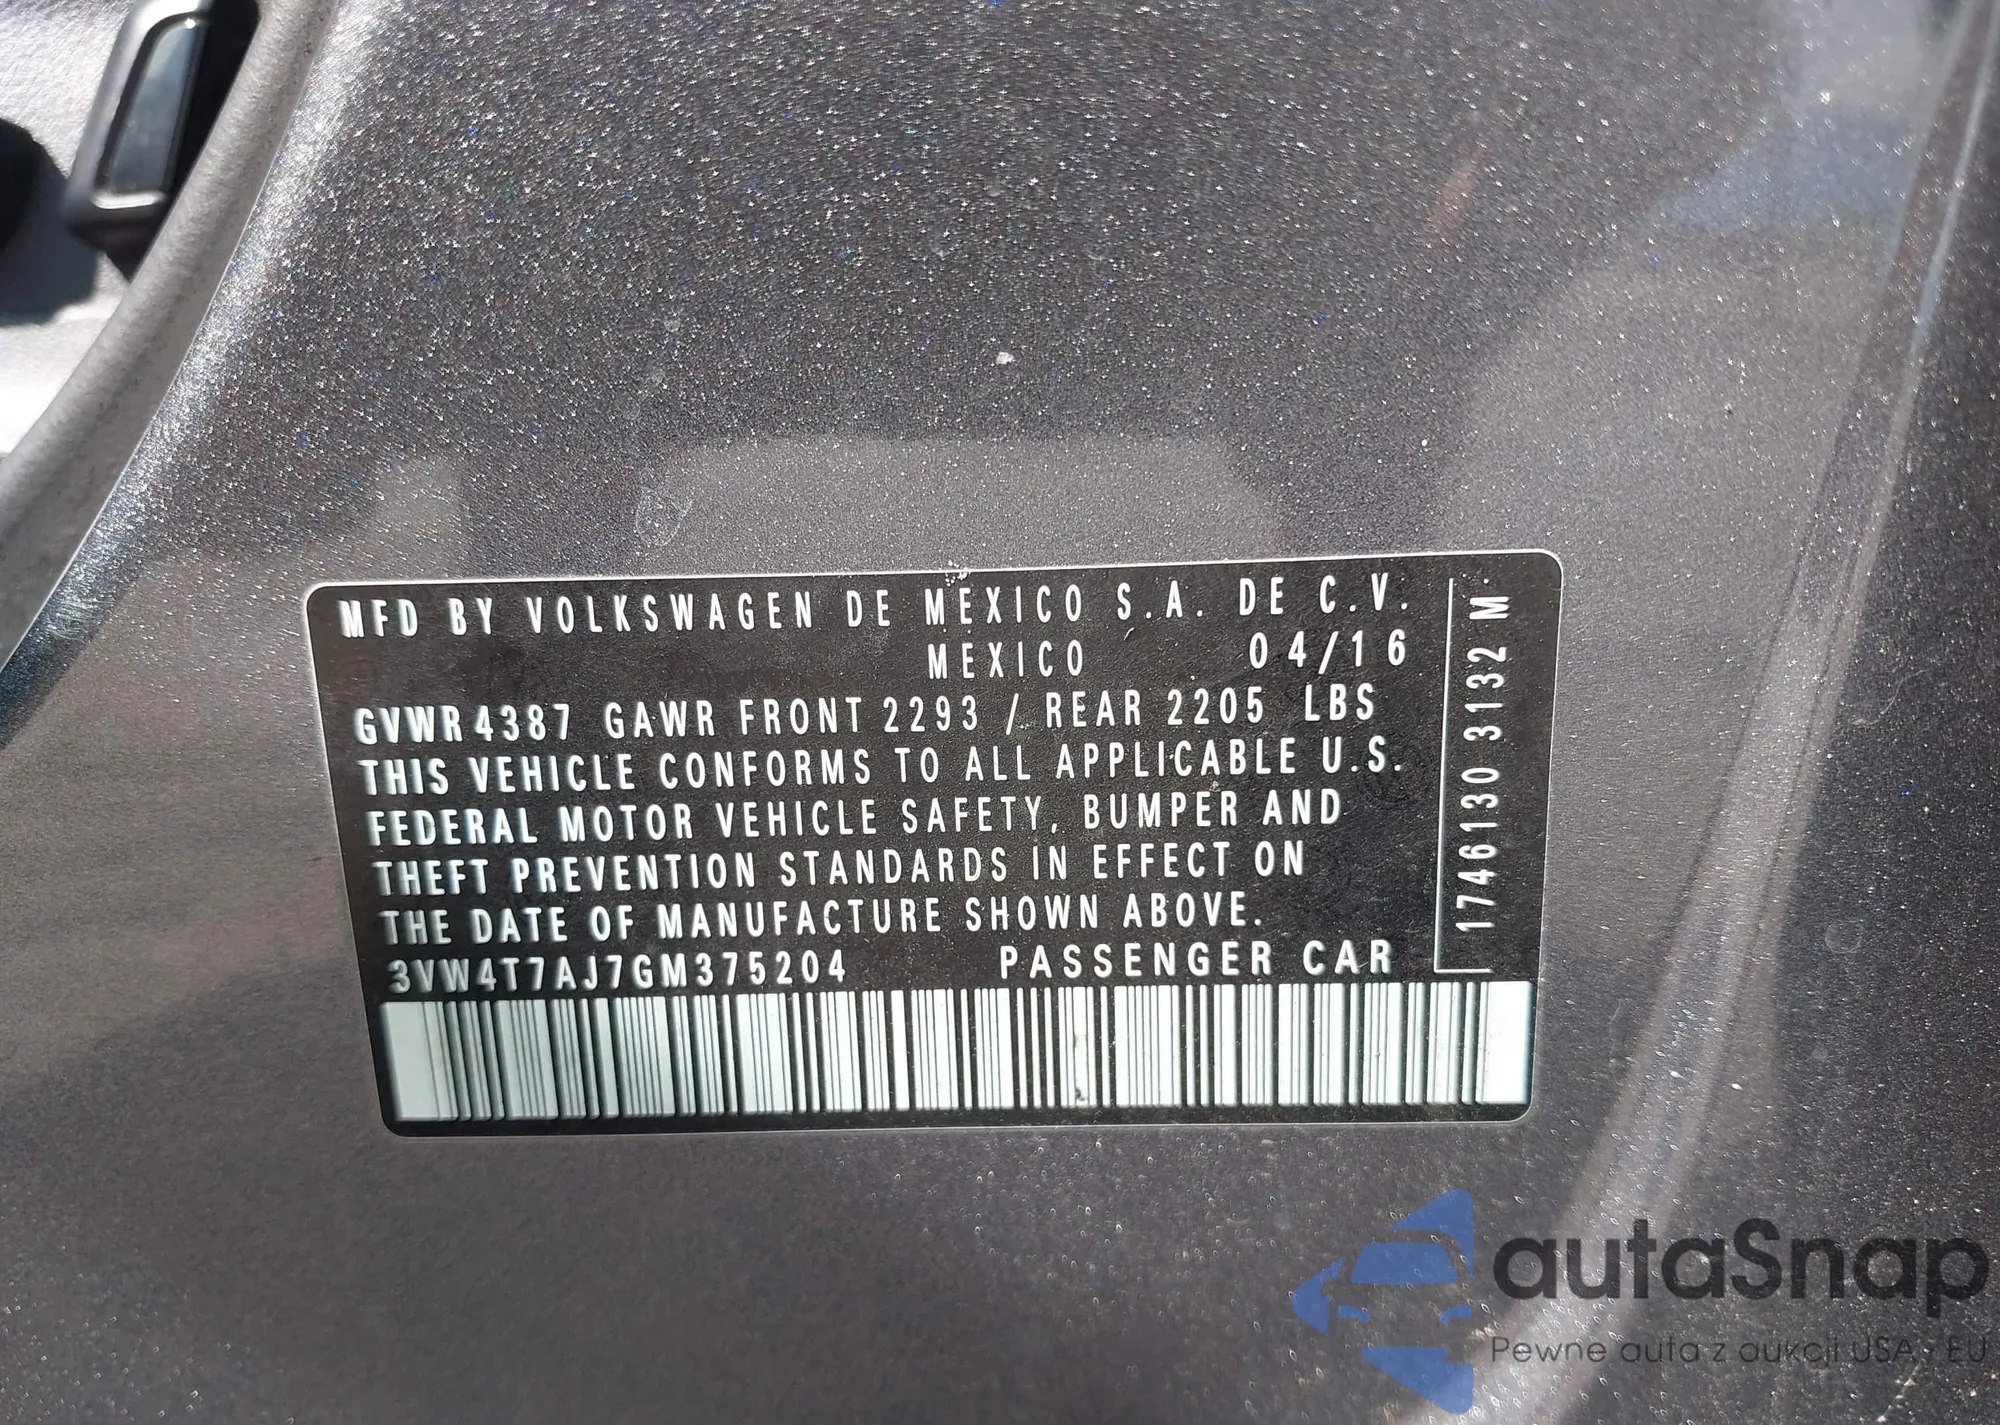 MFD BY VOLKSWAGEN DE MEXICO S.A. DE C.V.
MEXICO 04/16
GVWR 4387 GAWR FRONT 2293 / REAR 2205 LBS
THIS VEHICLE CONFORMS TO ALL APPLICABLE U.S.
FEDERAL MOTOR VEHICLE SAFETY, BUMPER AND
THEFT PREVENTION STANDARDS IN EFFECT ON
THE DATE OF MANUFACTURE SHOWN ABOVE.
3VW4T7AJ7GM375204 PASSENGER CAR
1746130 3132 M
autaSnap
Pewne auta z aukcji USA - EU